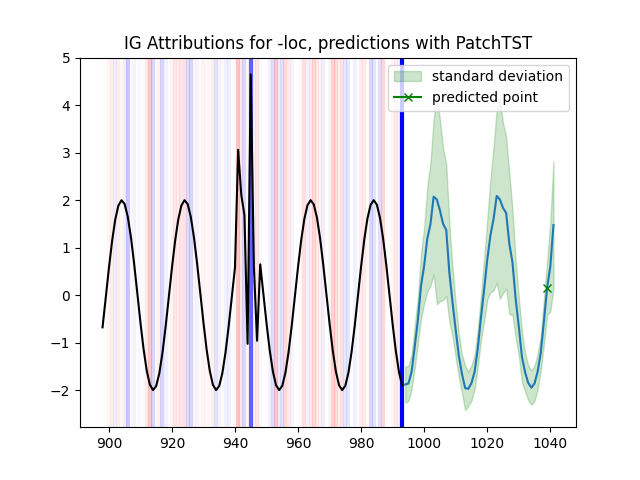 IG Attributions for -loc, predictions with PatchTST
standard deviation
predicted point
5
4
3
2
1
0
−1
−2
900 920 940 960 980 1000 1020 1040